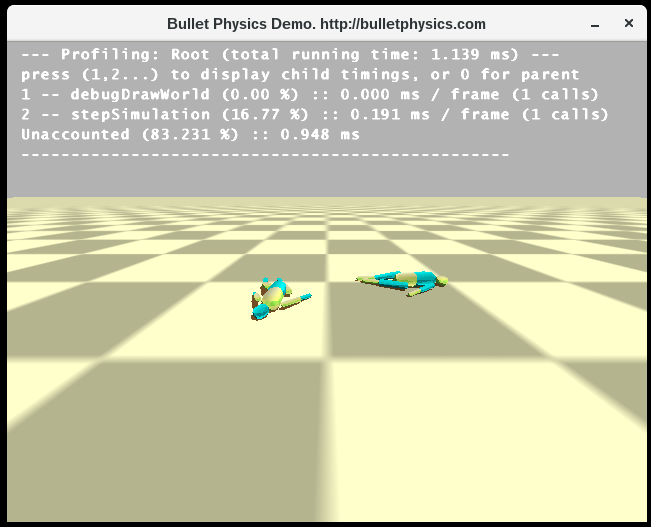 Bullet Physics Demo. http://bulletphysics.com
--- Profiling: Root (total running time: 1.139 ms) ---
press (1,2...) to display child timings, or 0 for parent
1 -- debugDrawWorld (0.00 %) :: 0.000 ms / frame (1 calls)
2 -- stepSimulation (16.77 %) :: 0.191 ms / frame (1 calls)
Unaccounted (83.231 %) :: 0.948 ms
-------------------------------------------------